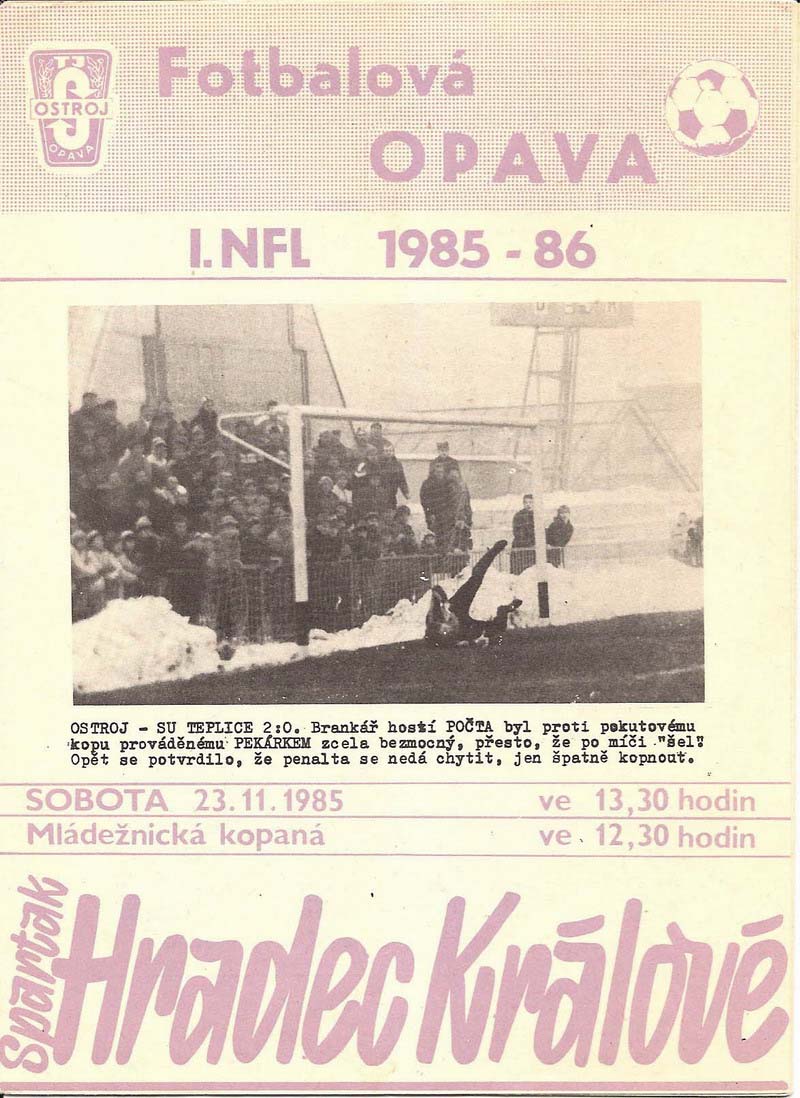 OSTROJ
OPAVA
Fotbalová
OPAVA
I. NFL 1985 - 86
OSTROJ - SU TEPLICE 2:0. Brankář hostí POČTA byl proti pokutovému
kopu prováděnému PEKÁRKEM zcela bezmocný, přesto, že po míči "šel".
Opět se potvrdilo, že penalta se nedá chytit, jen špatně kopnout.
SOBOTA 23.11.1985 ve 13,30 hodin
Mládežnická kopaná ve 12,30 hodin
Spartak
Hradec Králové